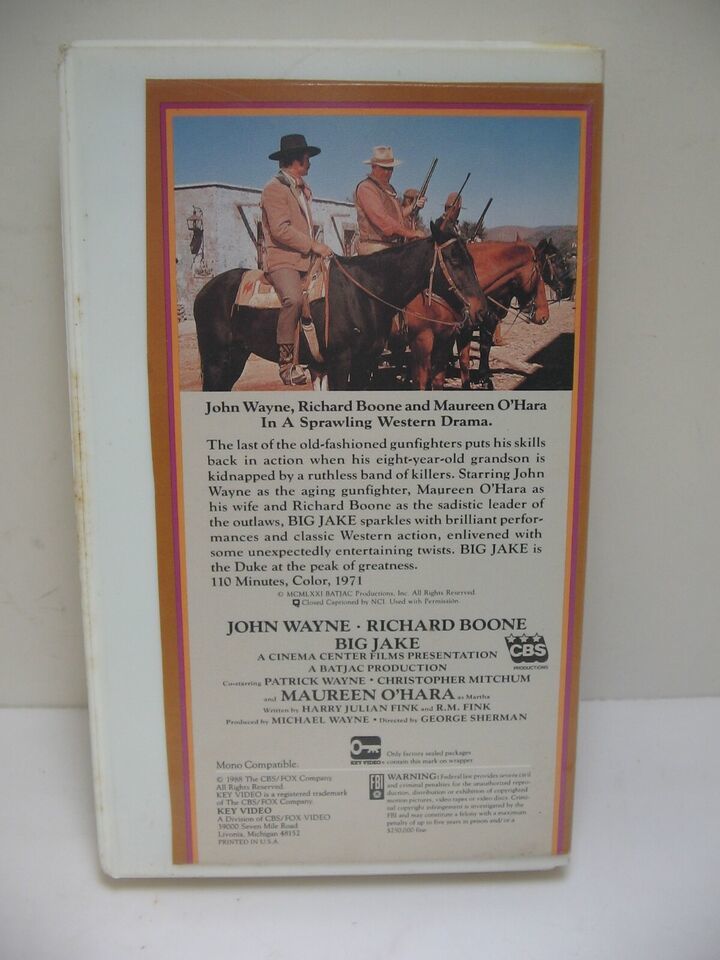 John Wayne, Richard Boone and Maureen O'Hara
In A Sprawling Western Drama.
The last of the old-fashioned gunfighters puts his skills
back in action when his eight-year-old grandson is
kidnapped by a ruthless band of killers. Starring John
Wayne as the aging gunfighter, Maureen O'Hara as
his wife and Richard Boone as the sadistic leader of
the outlaws, BIG JAKE sparkles with brilliant perfor-
mances and classic Western action, enlivened with
some unexpectedly entertaining twists. BIG JAKE is
the Duke at the peak of greatness.
110 Minutes, Color, 1971
© MCMLXXI BATJAC Productions, Inc. All Rights Reserved.
Closed Captioned by NCI. Used with Permission.
JOHN WAYNE · RICHARD BOONE
BIG JAKE
A CINEMA CENTER FILMS PRESENTATION
A BATJAC PRODUCTION
CBS
PRODUCTIONS
Co-starring PATRICK WAYNE · CHRISTOPHER MITCHUM
and MAUREEN O'HARA as Martha
Written by HARRY JULIAN FINK and R.M. FINK
Produced by MICHAEL WAYNE · Directed by GEORGE SHERMAN
Mono Compatible.
KEY VIDEO
Only factory sealed packages
contain this mark on wrapper
© 1988 The CBS/FOX Company
All Rights Reserved.
KEY VIDEO is a registered trademark
of The CBS/FOX Company.
KEY VIDEO
A Division of CBS/FOX VIDEO
39000 Seven Mile Road
Livonia, Michigan 48152
PRINTED IN U.S.A.
FBI
WARNING: Federal law provides severe civil
and criminal penalties for the unauthorized repro-
duction, distribution or exhibition of copyrighted
motion pictures, video tapes or video discs. Crimi-
nal copyright infringement is investigated by the
FBI and may constitute a felony with a maximum
penalty of up to five years in prison and/or a
$250,000 fine.